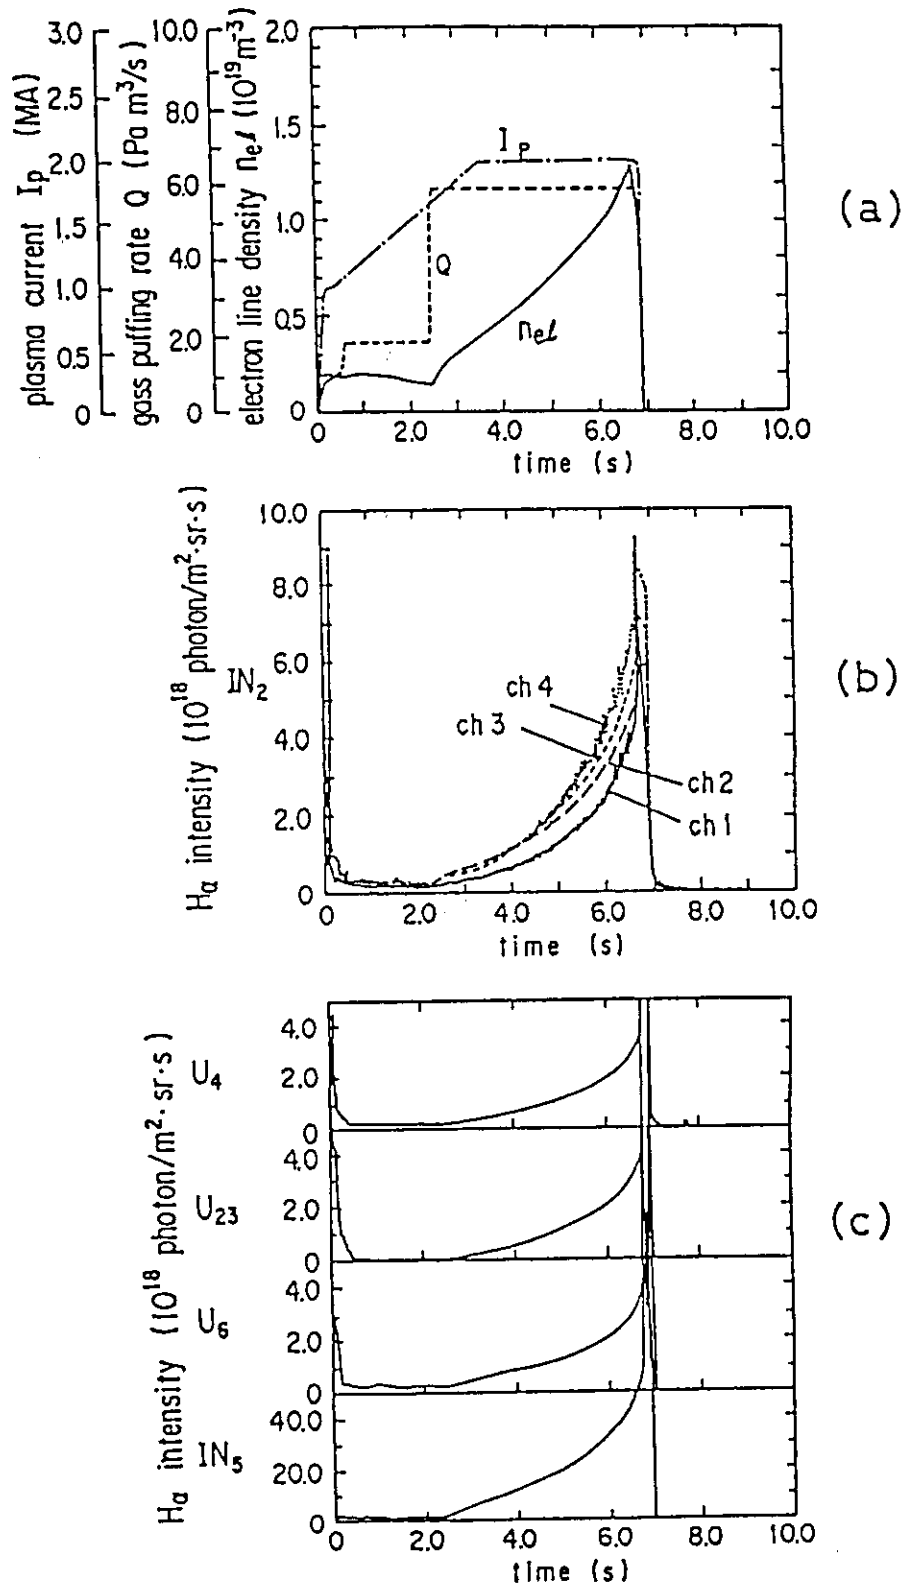 plasma current Ip (MA)
3.0
2.5
2.0
1.5
1.0
0.5
0
gass puffing rate Q (Pa m³/s)
10.0
8.0
6.0
4.0
2.0
0
electron line density nₑℓ (10¹⁹m⁻³)
2.0
1.5
1.0
0.5
0
Ip
Q
nₑℓ
0 2.0 4.0 6.0 8.0 10.0
time (s)
(a)
Hα intensity (10¹⁸ photon/m²·sr·s)
IN₂
10.0
8.0
6.0
4.0
2.0
0
ch 4
ch 3
ch 2
ch 1
0 2.0 4.0 6.0 8.0 10.0
time (s)
(b)
Hα intensity (10¹⁸ photon/m²·sr·s)
U₄
4.0
2.0
0
U₂₃
4.0
2.0
0
U₆
4.0
2.0
0
IN₅
40.0
20.0
0
0 2.0 4.0 6.0 8.0 10.0
time (s)
(c)